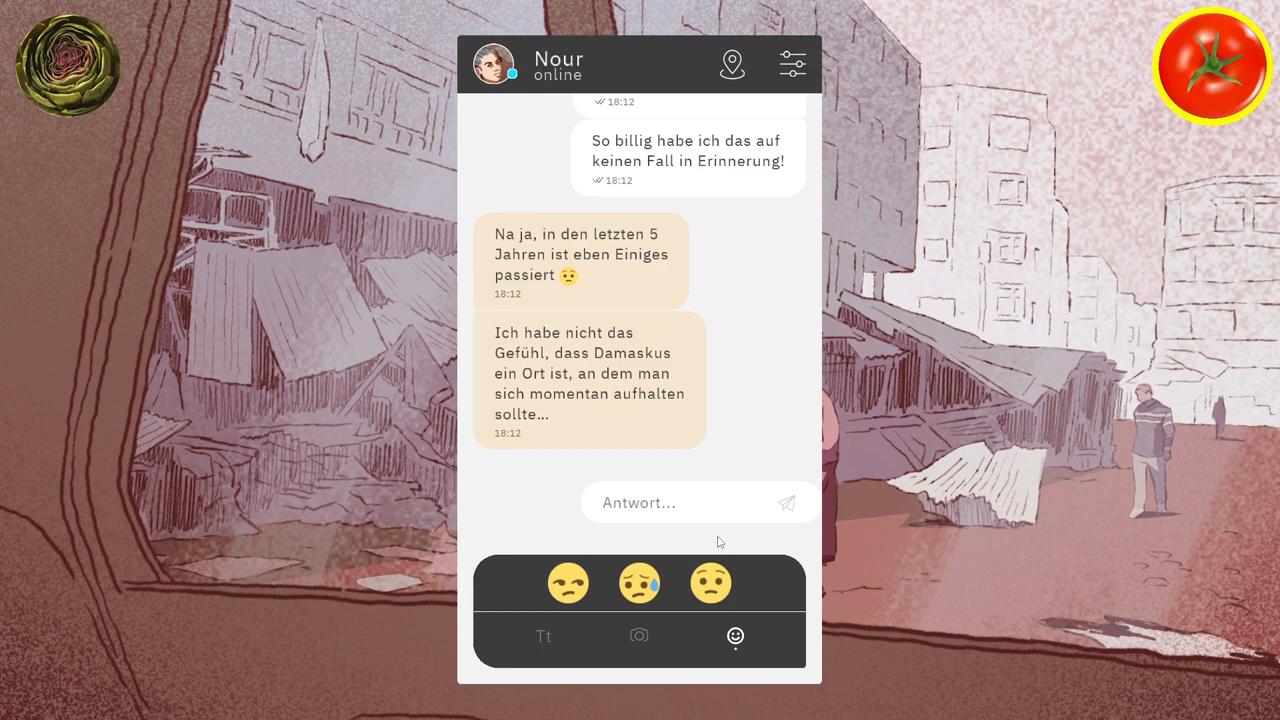 Nour
online
18:12
So billig habe ich das auf
keinen Fall in Erinnerung!
18:12
Na ja, in den letzten 5
Jahren ist eben Einiges
passiert 😟
18:12
Ich habe nicht das
Gefühl, dass Damaskus
ein Ort ist, an dem man
sich momentan aufhalten
sollte...
18:12
Antwort...
Tt